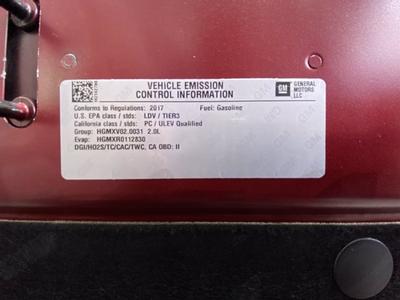 VEHICLE EMISSION
CONTROL INFORMATION
GM
GENERAL
MOTORS
LLC
Conforms to Regulations: 2017 Fuel: Gasoline
U.S. EPA class / stds: LDV / TIER3
California class / stds: PC / ULEV Qualified
Group: HGMXV02.0031 2.0L
Evap: HGMXR0112830
DGI/HO2S/TC/CAC/TWC, CA OBD: II